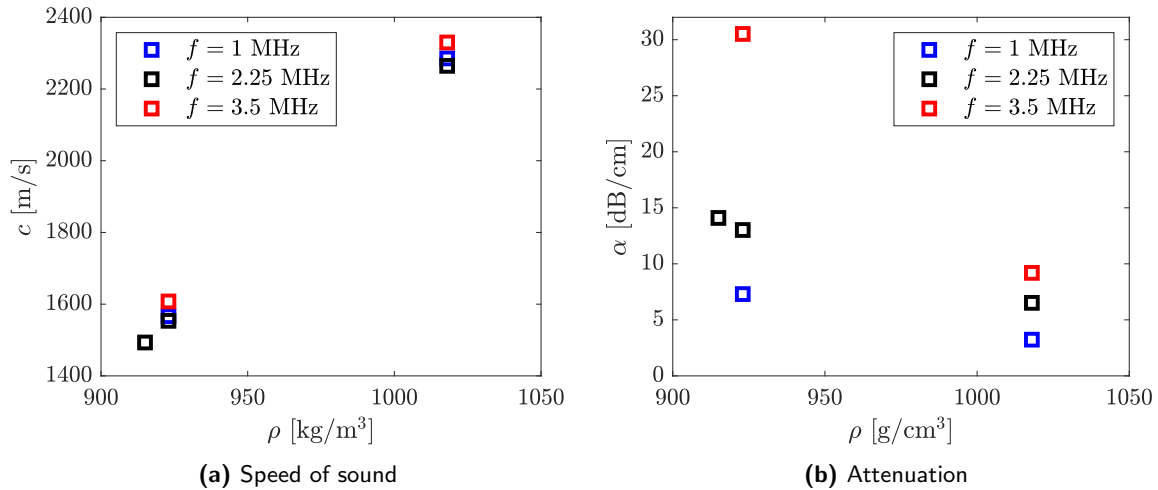 2400
2200
2000
1800
1600
1400
c [m/s]
f = 1 MHz
f = 2.25 MHz
f = 3.5 MHz
900
950
1000
1050
ρ [kg/m³]
(a) Speed of sound
30
25
20
15
10
5
0
α [dB/cm]
f = 1 MHz
f = 2.25 MHz
f = 3.5 MHz
900
950
1000
1050
ρ [g/cm³]
(b) Attenuation